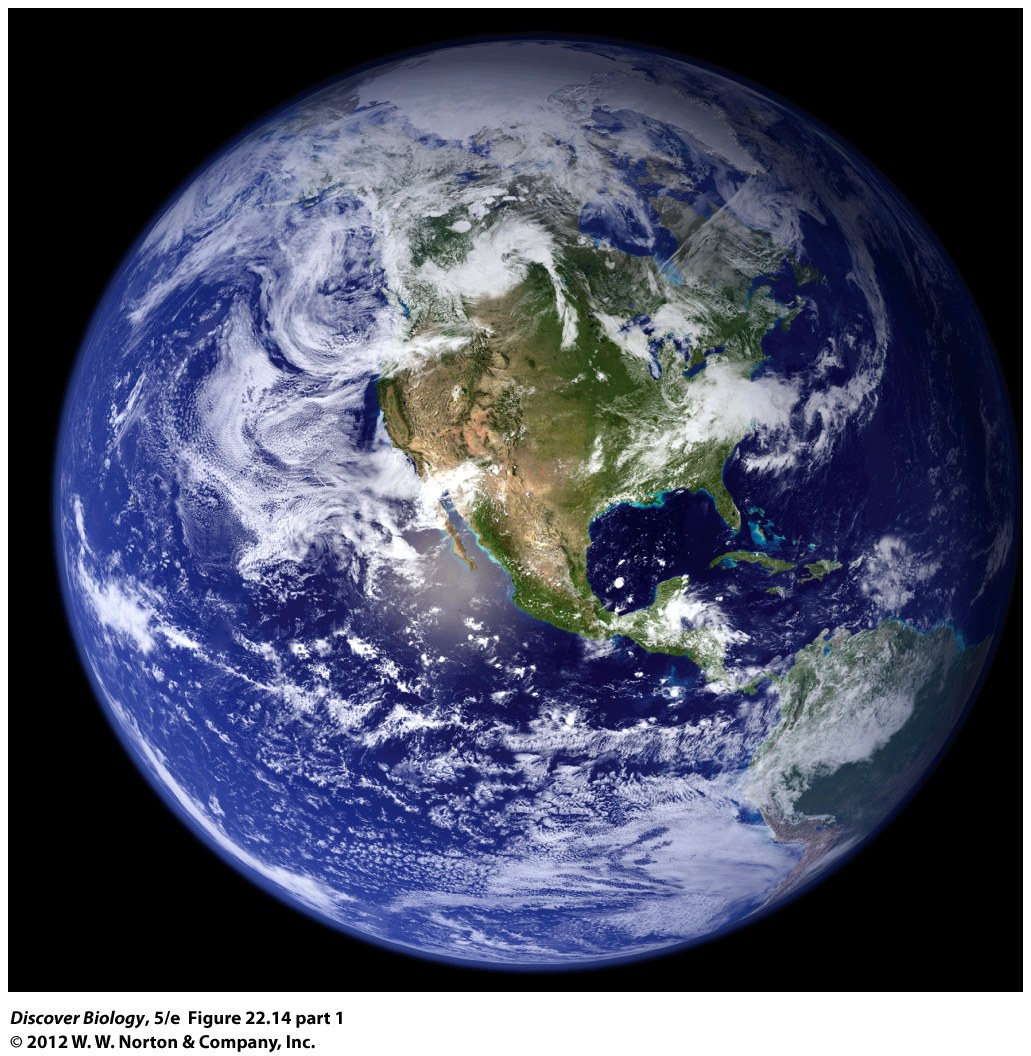 Discover Biology, 5/e  Figure 22.14 part 1
© 2012 W. W. Norton & Company, Inc.